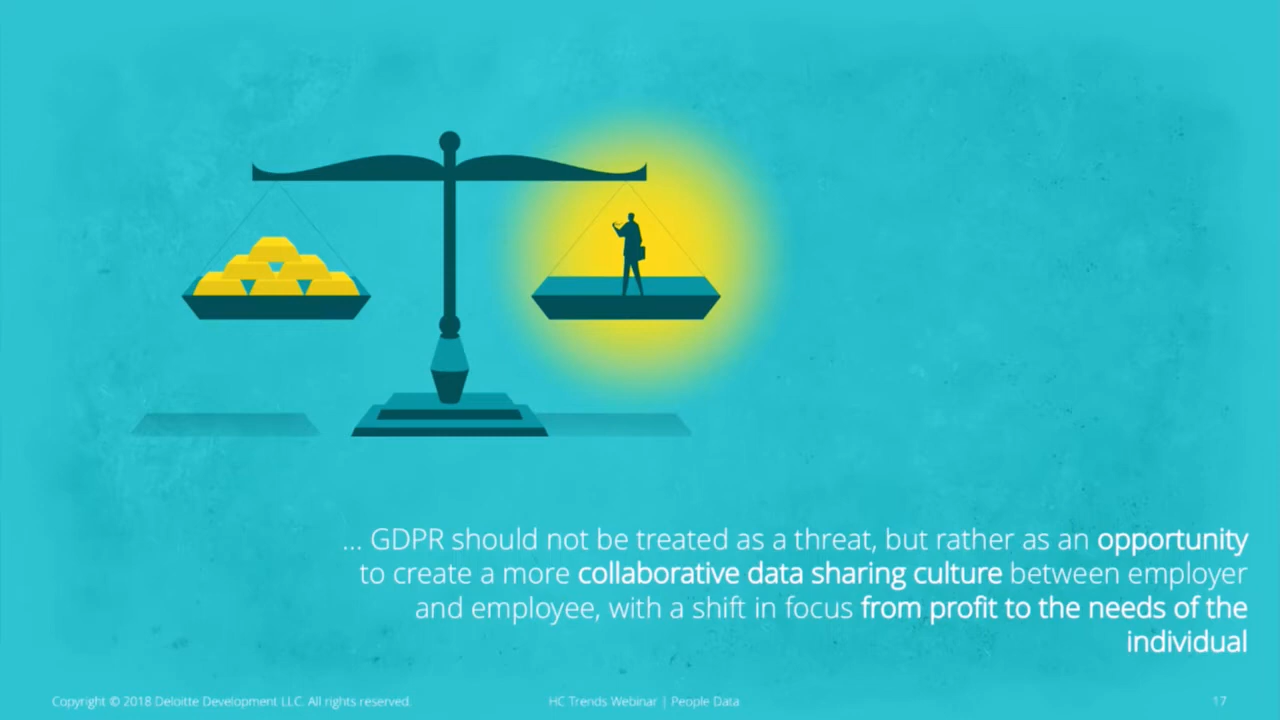 ... GDPR should not be treated as a threat, but rather as an opportunity
to create a more collaborative data sharing culture between employer
and employee, with a shift in focus from profit to the needs of the
individual
Copyright © 2018 Deloitte Development LLC. All rights reserved.
HC Trends Webinar | People Data
17